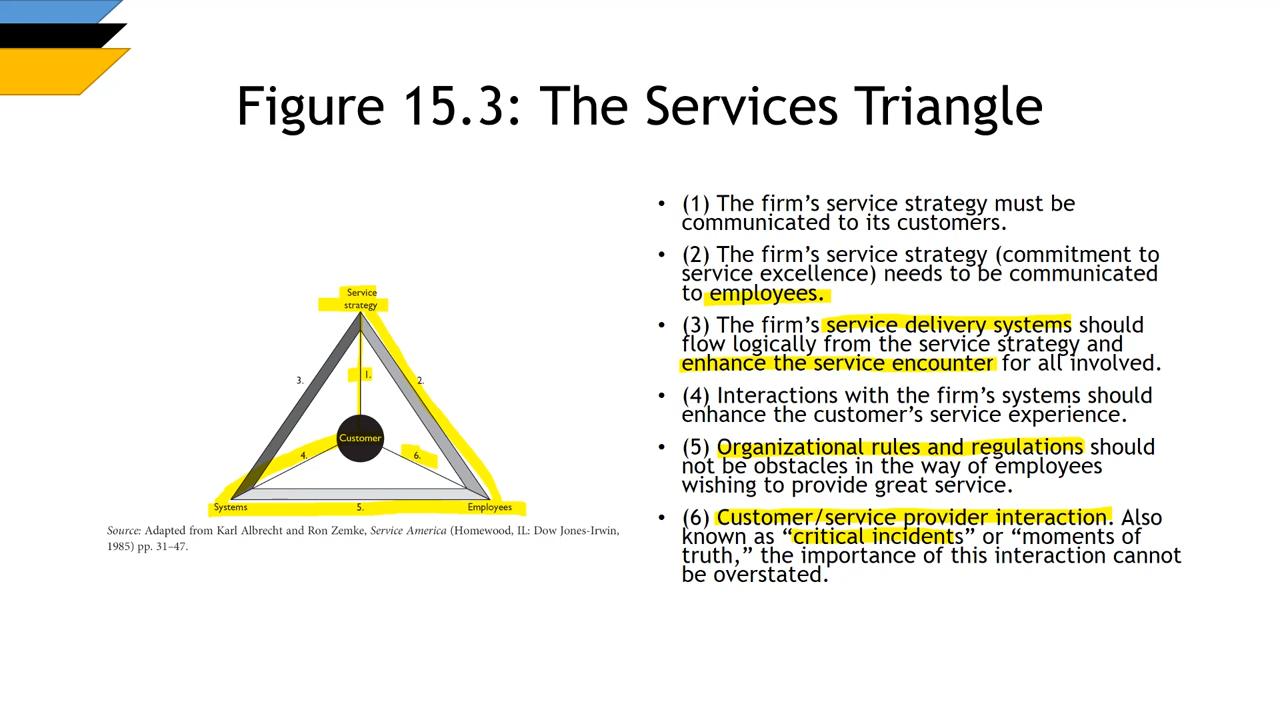 Figure 15.3: The Services Triangle
Service
strategy
3.
1.
2.
Customer
4.
6.
Systems
5.
Employees
Source: Adapted from Karl Albrecht and Ron Zemke, Service America (Homewood, IL: Dow Jones-Irwin,
1985) pp. 31–47.
• (1) The firm’s service strategy must be
communicated to its customers.
• (2) The firm’s service strategy (commitment to
service excellence) needs to be communicated
to employees.
• (3) The firm’s service delivery systems should
flow logically from the service strategy and
enhance the service encounter for all involved.
• (4) Interactions with the firm’s systems should
enhance the customer’s service experience.
• (5) Organizational rules and regulations should
not be obstacles in the way of employees
wishing to provide great service.
• (6) Customer/service provider interaction. Also
known as “critical incidents” or “moments of
truth,” the importance of this interaction cannot
be overstated.